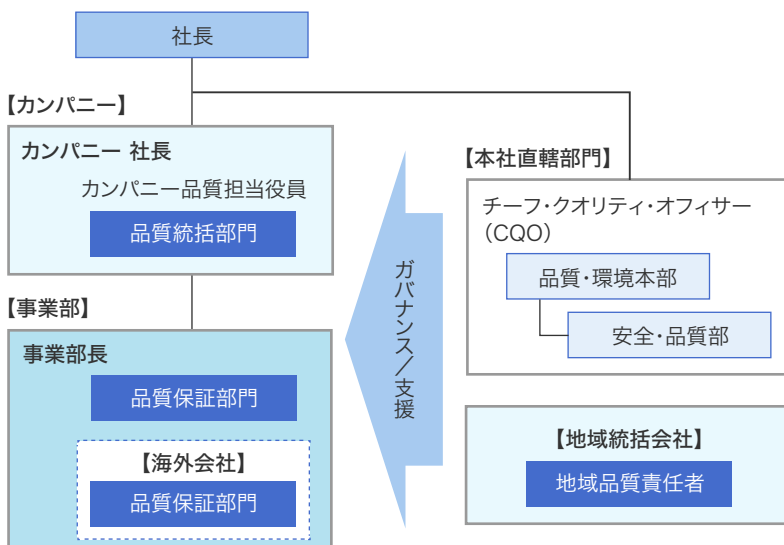 社長
【カンパニー】
カンパニー 社長
カンパニー品質担当役員
品質統括部門
【事業部】
事業部長
品質保証部門
【海外会社】
品質保証部門
ガバナンス／支援
【本社直轄部門】
チーフ・クオリティ・オフィサー
（CQO）
品質・環境本部
安全・品質部
【地域統括会社】
地域品質責任者